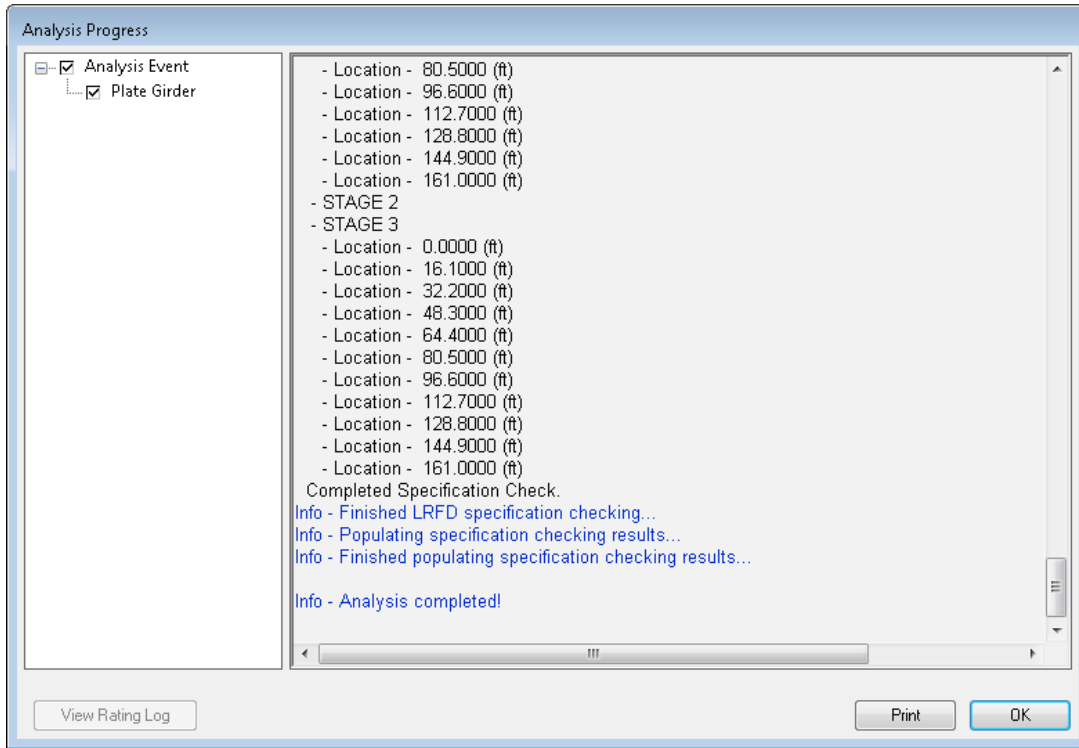 Analysis Progress
Analysis Event
Plate Girder
- Location - 80.5000 (ft)
- Location - 96.6000 (ft)
- Location - 112.7000 (ft)
- Location - 128.8000 (ft)
- Location - 144.9000 (ft)
- Location - 161.0000 (ft)
- STAGE 2
- STAGE 3
- Location - 0.0000 (ft)
- Location - 16.1000 (ft)
- Location - 32.2000 (ft)
- Location - 48.3000 (ft)
- Location - 64.4000 (ft)
- Location - 80.5000 (ft)
- Location - 96.6000 (ft)
- Location - 112.7000 (ft)
- Location - 128.8000 (ft)
- Location - 144.9000 (ft)
- Location - 161.0000 (ft)
Completed Specification Check.
Info - Finished LRFD specification checking...
Info - Populating specification checking results...
Info - Finished populating specification checking results...
Info - Analysis completed!
View Rating Log
Print
OK